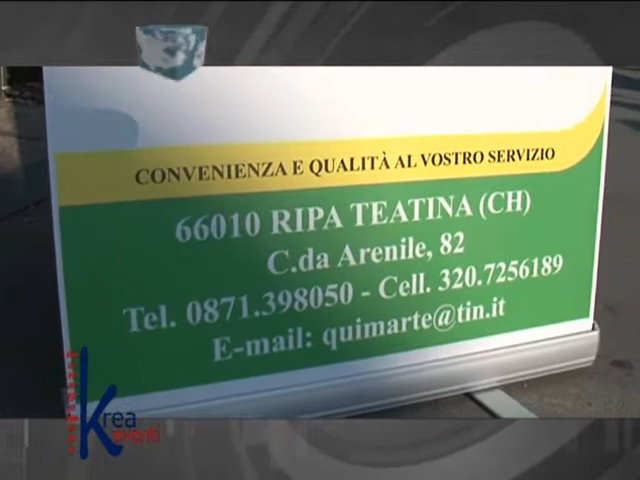 CONVENIENZA E QUALITÀ AL VOSTRO SERVIZIO
66010 RIPA TEATINA (CH)
C.da Arenile, 82
Tel. 0871.398050 - Cell. 320.7256189
E-mail: quimarte@tin.it
Krea
eventi